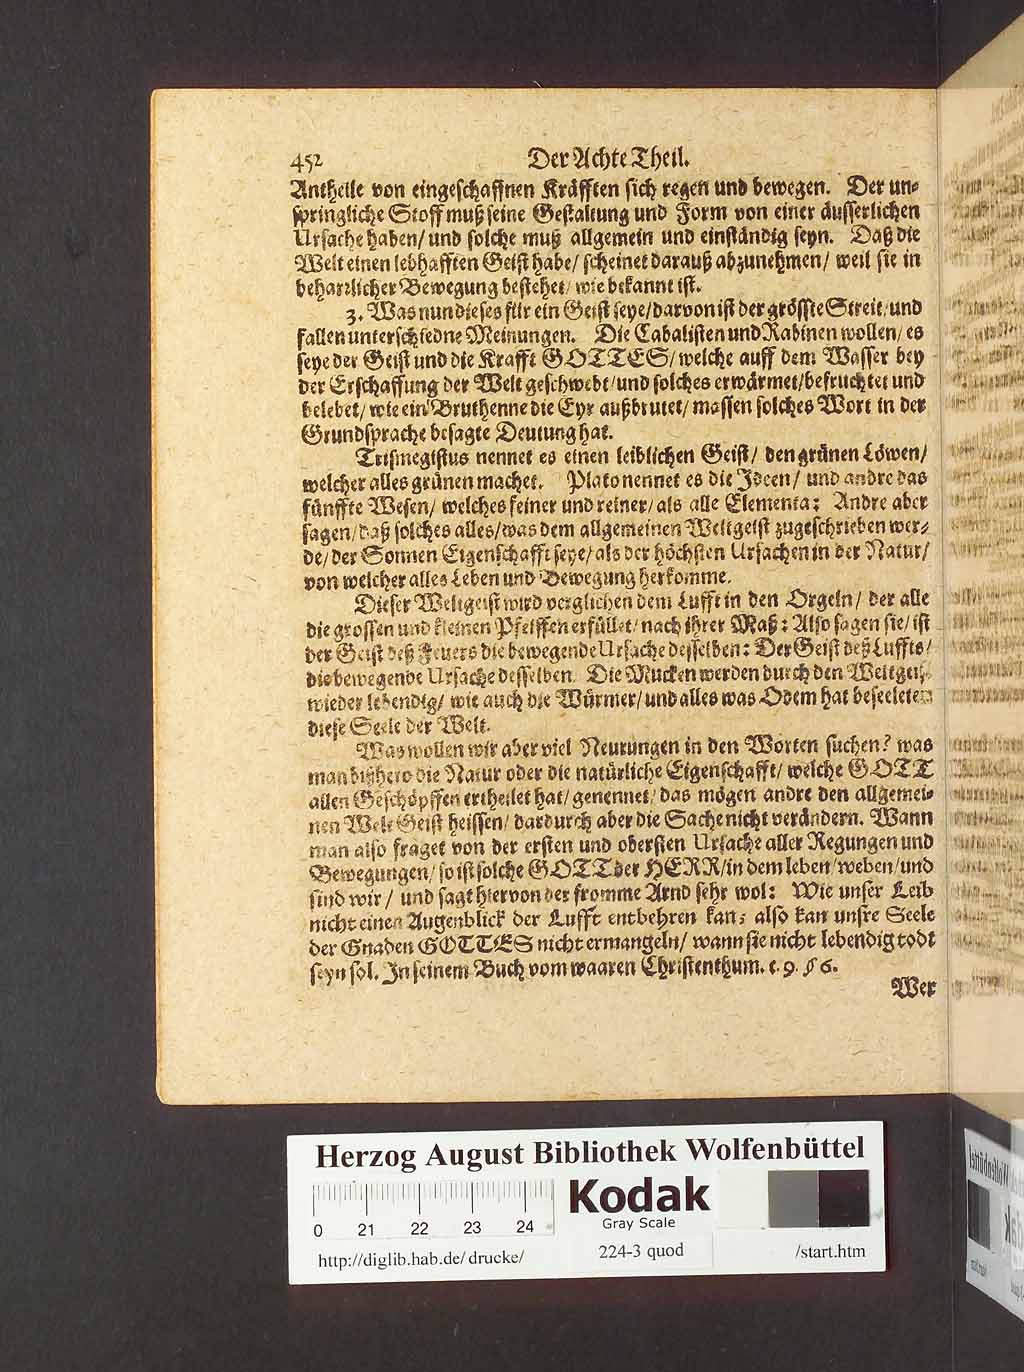 452 Der Achte Theil.
Antheile von eingeschaffnen Kräfften sich regen und bewegen. Der un-
springliche Stoff muß seine Gestaltung und Form von einer äusserlichen
Ursache haben/ und solche muß allgemein und einständig seyn. Daß die
Welt einen lebhafften Geist habe/ scheinet darauß abzunehmen/ weil sie in
beharrlicher Bewegung bestehet/ wie bekannt ist.
3. Was nun dieses für ein Geist seye/ darvon ist der grösste Streit/ und
fallen unterschiedne Meinungen. Die Cabalisten und Rabinen wollen/ es
seye der Geist und die Krafft GOTTES/ welche auff dem Wasser bey
der Erschaffung der Welt geschwebt/ und solches erwärmet/ befruchtet und
belebet/ wie ein Bruthenne die Eyr außbrutet/ massen solches Wort in der
Grundsprache besagte Deutung hat.
Trismegistus nennet es einen leiblichen Geist/ den grünen Löwen/
welcher alles grünen machet. Plato nennet es die Ideen/ und andre das
fünffte Wesen/ welches feiner und reiner/ als alle Elementa: Andre aber
sagen/ daß solches alles/ was dem allgemeinen Weltgeist zugeschrieben wer-
de/ der Sonnen Eigenschafft seye/ als der höchsten Ursachen in der Natur/
von welcher alles Leben und Bewegung herkomme.
Dieser Weltgeist wird verglichen dem Lufft in den Orgeln/ der alle
die grossen und kleinen Pfeiffen erfüllet/ nach ihrer Maß: Also sagen sie/ ist
der Geist deß Feuers die bewegende Ursache desselben: Der Geist deß Luffts/
die bewegende Ursache desselben. Die Mucken werden durch den
wieder lebendig/ wie auch die Würmer/ und alles was Odem hat beseelete
diese Seele der Welt.
Was wollen wir aber viel Neurungen in den Worten suchen? was
man bißhero die Natur oder die natürliche Eigenschafft/ welche GOTT
allen Geschöpffen ertheilet hat/ genennet/ das mögen andre den allgemei-
nen Welt Geist heissen/ dardurch aber die Sache nicht verändern. Wann
man also fraget von der ersten und obersten Ursache aller Regungen und
Bewegungen/ so ist solche GOTT der HERR/ in dem leben/ weben/ und
sind wir/ und sagt hiervon der fromme Arnd sehr wol: Wie unser Leib
nicht einen Augenblick der Lufft entbehren kan; also kan unsre Seele
der Gnaden GOTTES nicht ermangeln/ wann sie nicht lebendig todt
seyn sol. In seinem Buch vom waaren Christenthum. c. 9. § 6.
Wer
Herzog August Bibliothek Wolfenbüttel
Kodak
Gray Scale
0 21 22 23 24
http://diglib.hab.de/drucke/ 224-3 quod /start.htm